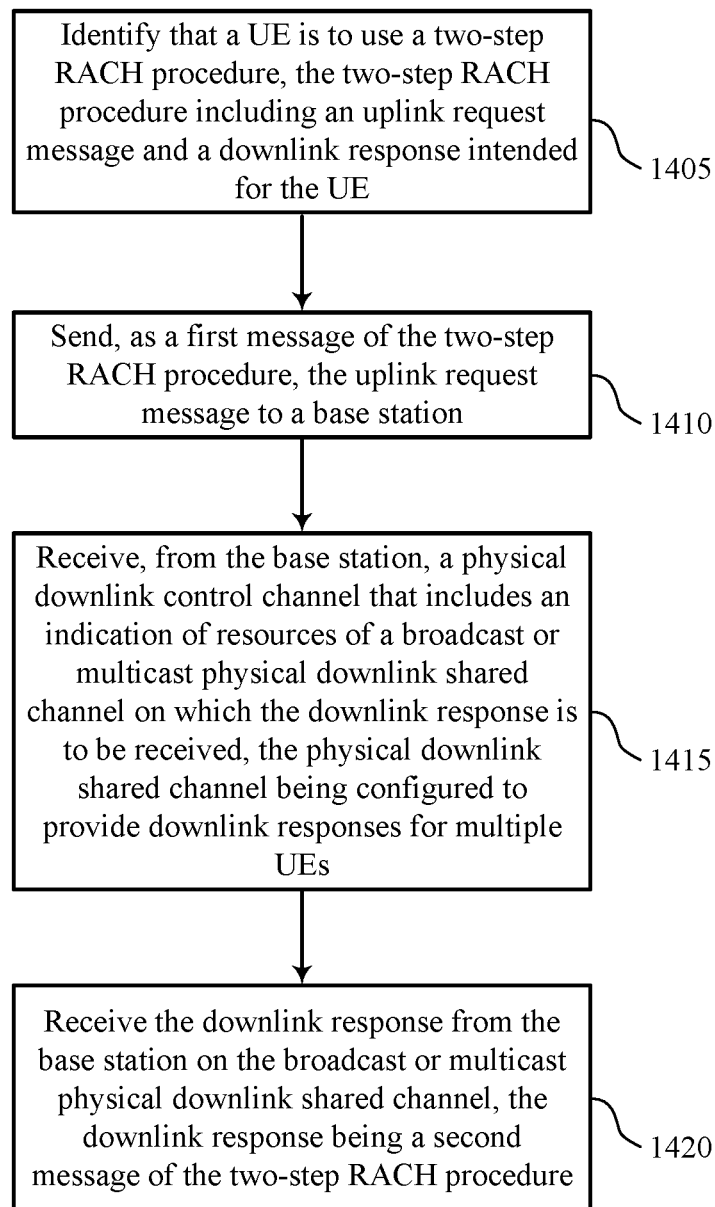 Identify that a UE is to use a two-step
RACH procedure, the two-step RACH
procedure including an uplink request
message and a downlink response intended
for the UE
1405
Send, as a first message of the two-step
RACH procedure, the uplink request
message to a base station
1410
Receive, from the base station, a physical
downlink control channel that includes an
indication of resources of a broadcast or
multicast physical downlink shared
channel on which the downlink response is
to be received, the physical downlink
shared channel being configured to
provide downlink responses for multiple
UEs
1415
Receive the downlink response from the
base station on the broadcast or multicast
physical downlink shared channel, the
downlink response being a second
message of the two-step RACH procedure
1420